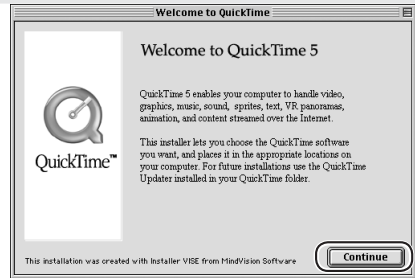 Welcome to QuickTime
Welcome to QuickTime 5
QuickTime 5 enables your computer to handle video,
graphics, music, sound, sprites, text, VR panoramas,
animation, and content streamed over the Internet.
This installer lets you choose the QuickTime software
you want, and places it in the appropriate locations on
your computer. For future installations use the QuickTime
Updater installed in your QuickTime folder.
QuickTime™
This installation was created with Installer VISE from MindVision Software
Continue